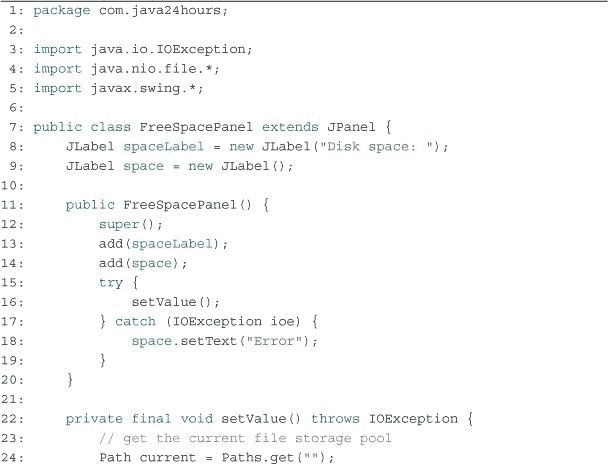 1: package com.java24hours;
2:
3: import java.io.IOException;
4: import java.nio.file.*;
5: import javax.swing.*;
6:
7: public class FreeSpacePanel extends JPanel {
8:     JLabel spaceLabel = new JLabel("Disk space: ");
9:     JLabel space = new JLabel();
10:
11:     public FreeSpacePanel() {
12:         super();
13:         add(spaceLabel);
14:         add(space);
15:         try {
16:             setValue();
17:         } catch (IOException ioe) {
18:             space.setText("Error");
19:         }
20:     }
21:
22:     private final void setValue() throws IOException {
23:         // get the current file storage pool
24:         Path current = Paths.get("");